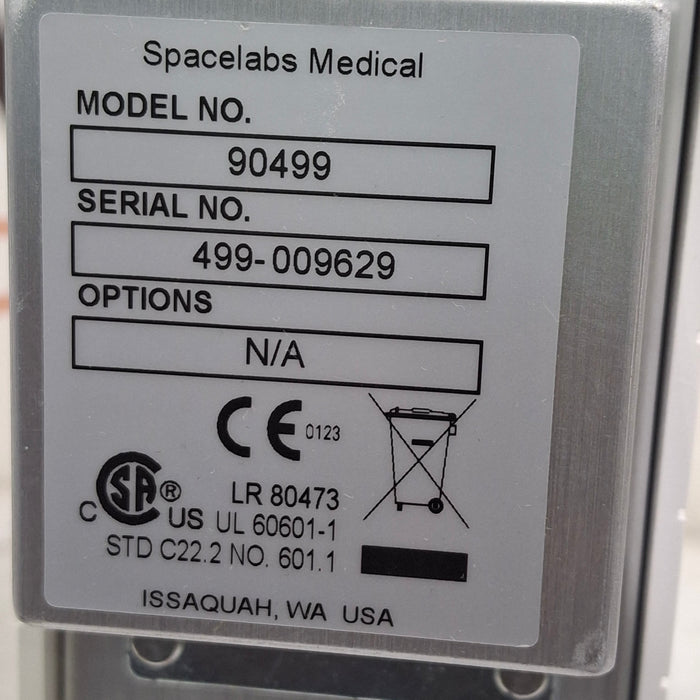 Spacelabs Medical
MODEL NO.
90499
SERIAL NO.
499-009629
OPTIONS
N/A
CE 0123
C SA ® US LR 80473
UL 60601-1
STD C22.2 NO. 601.1
ISSAQUAH, WA USA